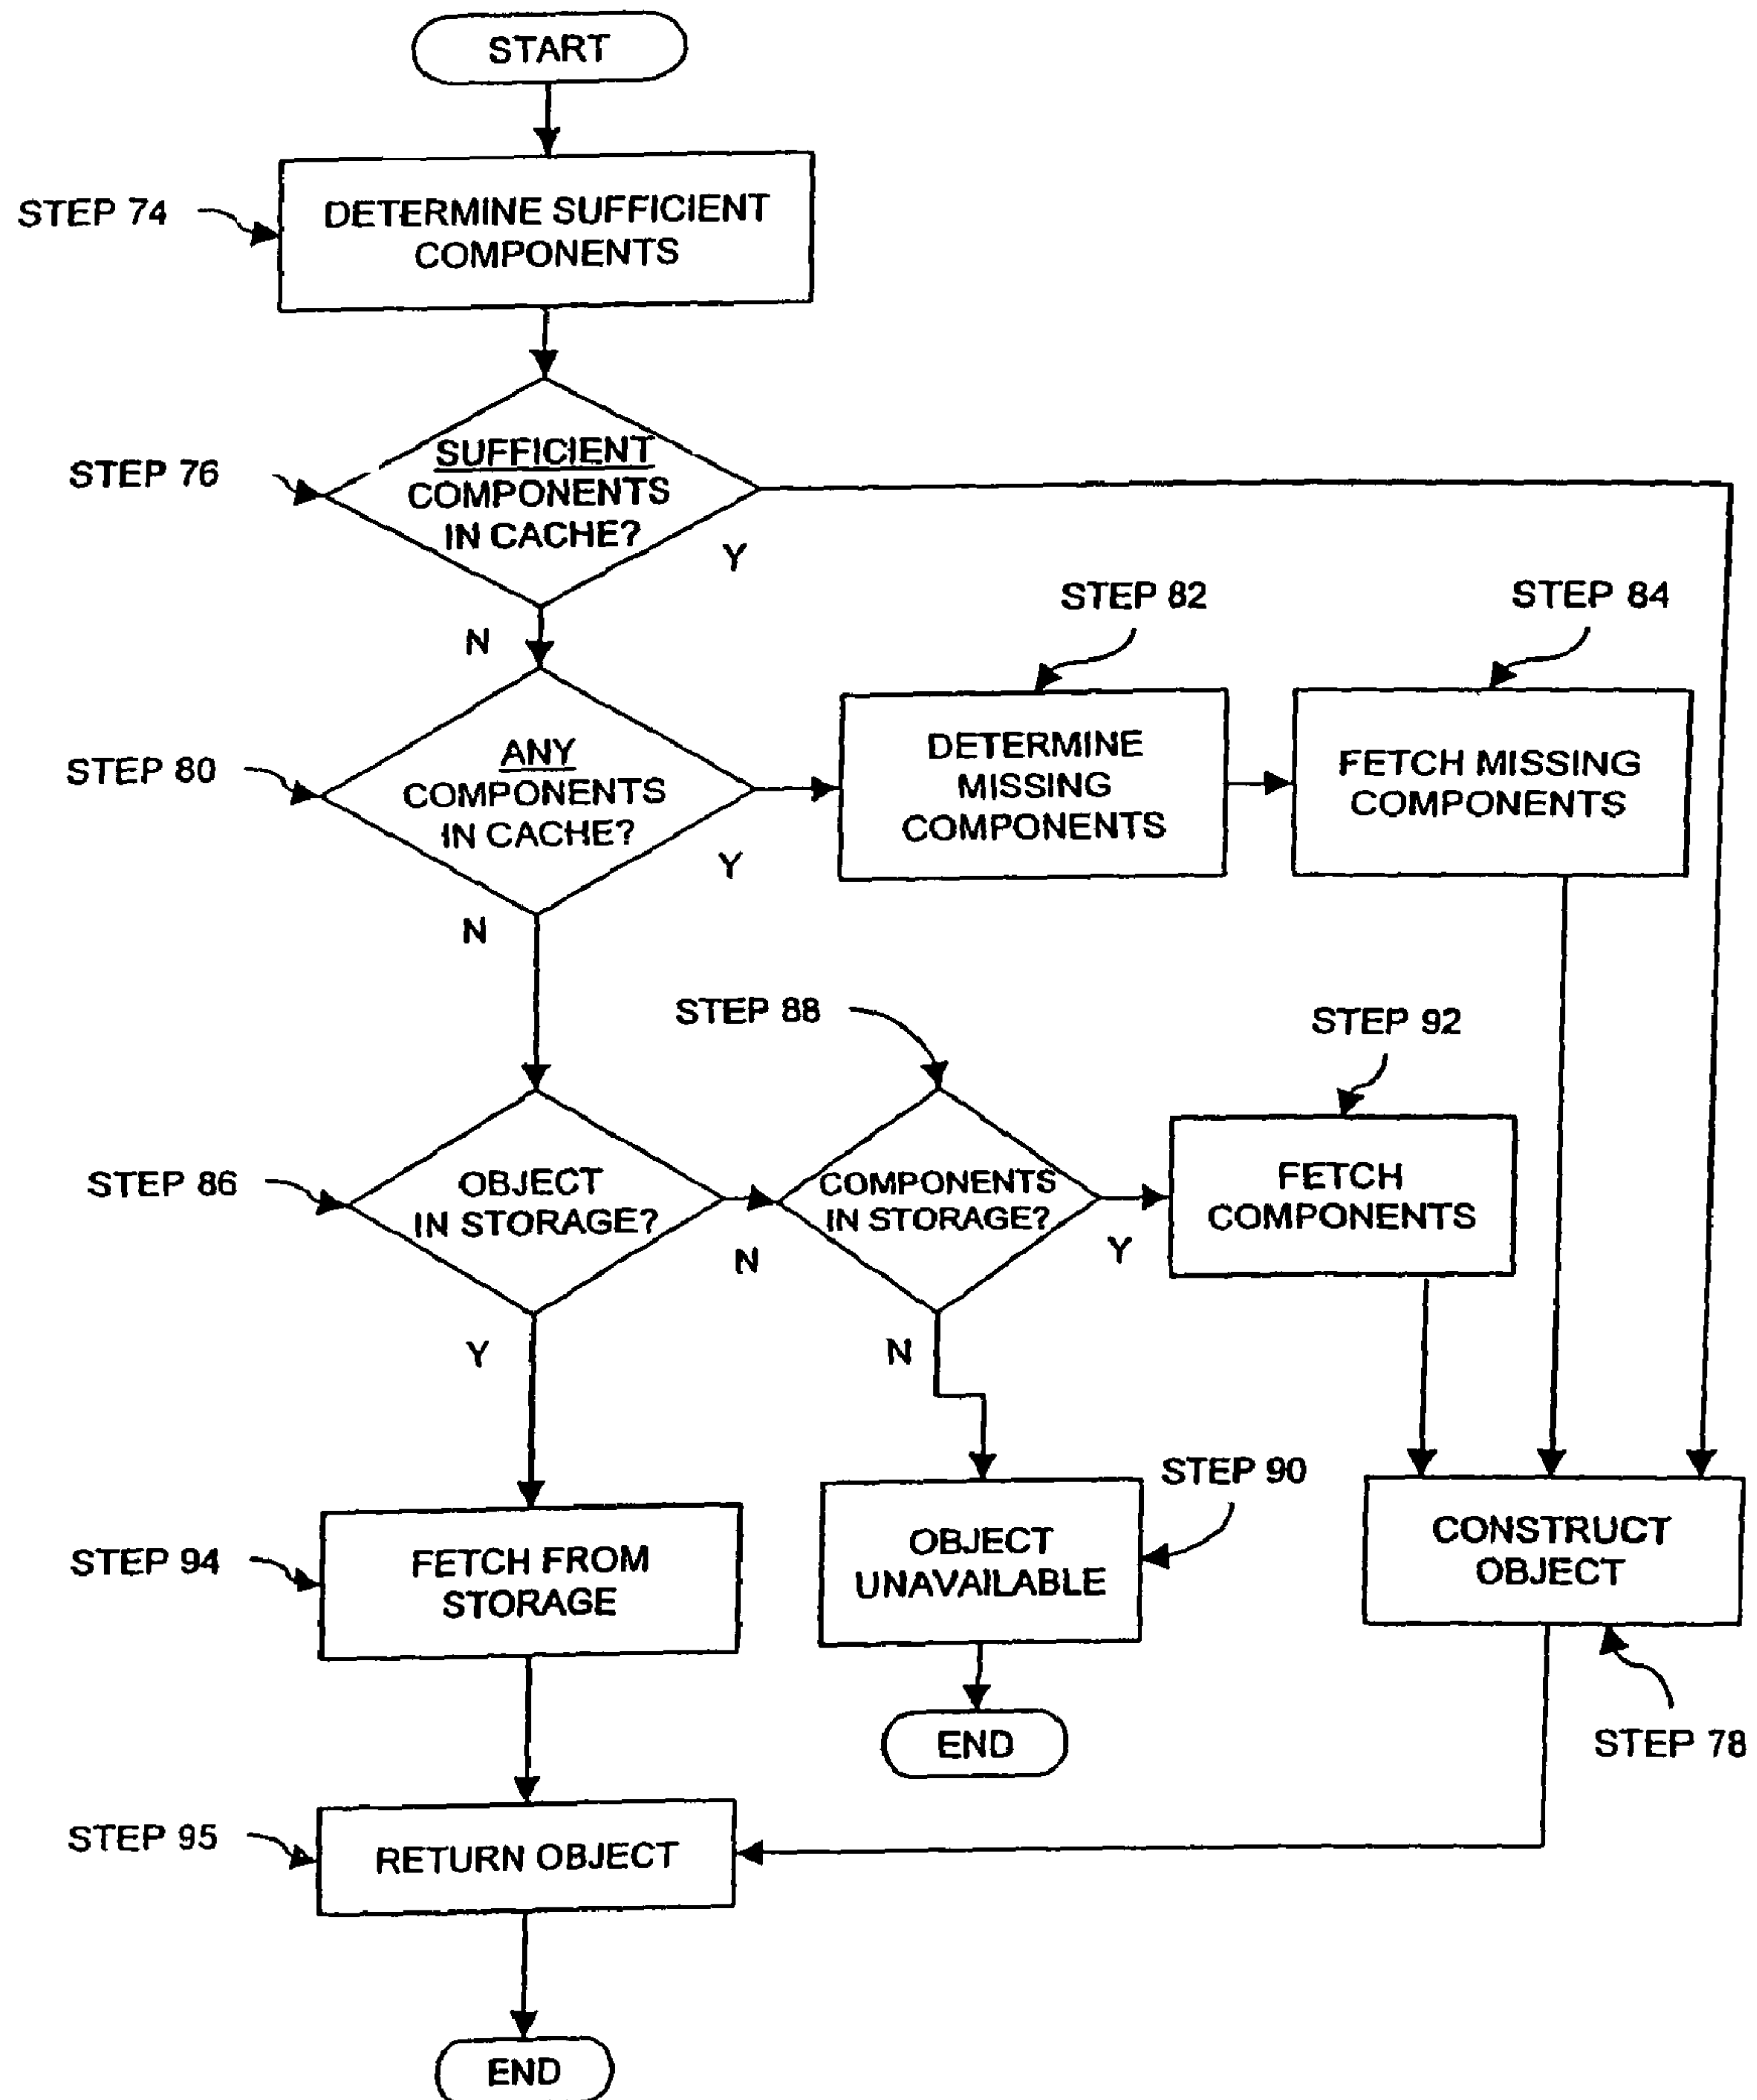 START
STEP 74
DETERMINE SUFFICIENT
COMPONENTS
STEP 76
SUFFICIENT
COMPONENTS
IN CACHE?
Y
N
STEP 82
STEP 84
STEP 80
ANY
COMPONENTS
IN CACHE?
Y
N
DETERMINE
MISSING
COMPONENTS
FETCH MISSING
COMPONENTS
STEP 88
STEP 92
STEP 86
OBJECT
IN STORAGE?
N
Y
COMPONENTS
IN STORAGE?
Y
N
FETCH
COMPONENTS
STEP 94
FETCH FROM
STORAGE
STEP 90
OBJECT
UNAVAILABLE
CONSTRUCT
OBJECT
END
STEP 78
STEP 95
RETURN OBJECT
END